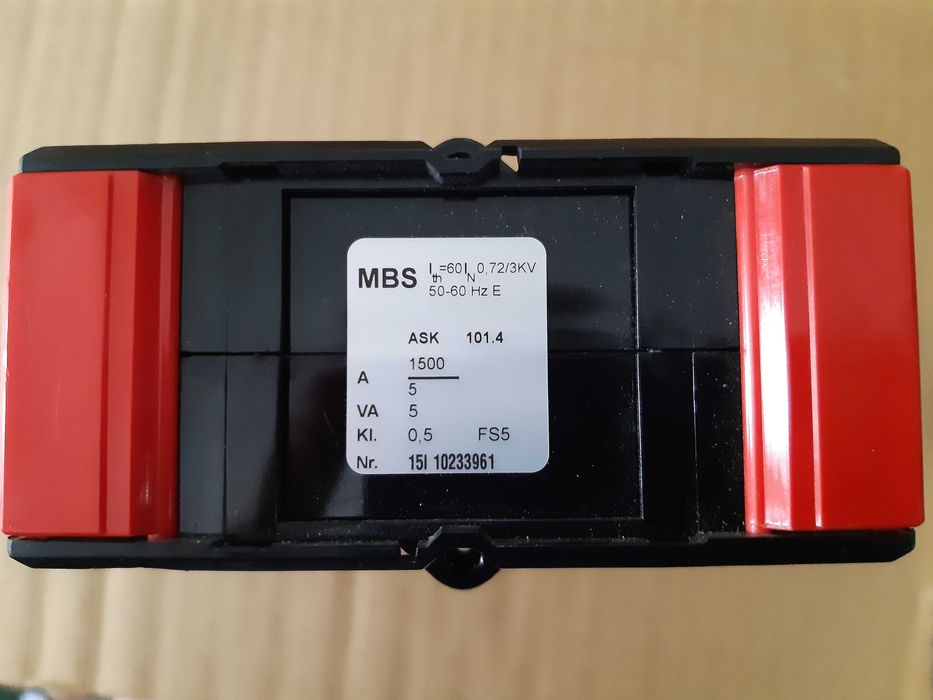 MBS Ith=60IN 0,72/3KV
50-60 Hz E
ASK 101.4
A 1500
5
VA 5
Kl. 0,5 FS5
Nr. 15I 10233961